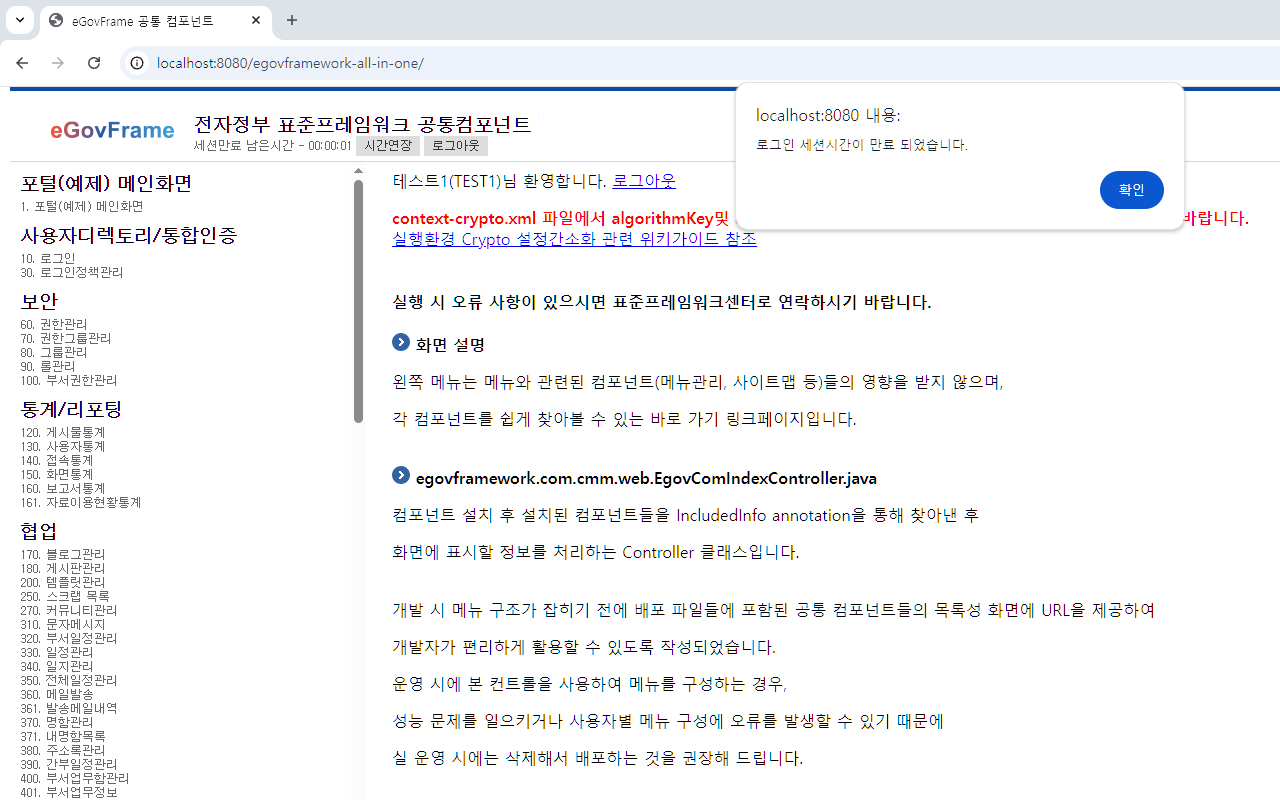 eGovFrame 공통 컴포넌트
localhost:8080/egovframework-all-in-one/
localhost:8080 내용:
로그인 세션시간이 만료 되었습니다.
확인
eGovFrame
전자정부 표준프레임워크 공통컴포넌트
세션만료 남은시간 - 00:00:01 시간연장 로그아웃
포털(예제) 메인화면
1. 포털(예제) 메인화면
사용자디렉토리/통합인증
10. 로그인
30. 로그인정책관리
보안
60. 권한관리
70. 권한그룹관리
80. 그룹관리
90. 롤관리
100. 부서권한관리
통계/리포팅
120. 게시물통계
130. 사용자통계
140. 접속통계
150. 화면통계
160. 보고서통계
161. 자료이용현황통계
협업
170. 블로그관리
180. 게시판관리
200. 템플릿관리
250. 스크랩 목록
270. 커뮤니티관리
310. 문자메시지
320. 부서일정관리
330. 일정관리
340. 일지관리
350. 전체일정관리
360. 메일발송
361. 발송메일내역
370. 명함관리
371. 내명함목록
380. 주소록관리
390. 간부일정관리
400. 부서업무함관리
401. 부서업무정보
테스트1(TEST1)님 환영합니다. 로그아웃
context-crypto.xml 파일에서 algorithmKey및 바랍니다.
실행환경 Crypto 설정간소화 관련 위키가이드 참조
실행 시 오류 사항이 있으시면 표준프레임워크센터로 연락하시기 바랍니다.
화면 설명
왼쪽 메뉴는 메뉴와 관련된 컴포넌트(메뉴관리, 사이트맵 등)들의 영향을 받지 않으며,
각 컴포넌트를 쉽게 찾아볼 수 있는 바로 가기 링크페이지입니다.
egovframework.com.cmm.web.EgovComIndexController.java
컴포넌트 설치 후 설치된 컴포넌트들을 IncludedInfo annotation을 통해 찾아낸 후
화면에 표시할 정보를 처리하는 Controller 클래스입니다.
개발 시 메뉴 구조가 잡히기 전에 배포 파일들에 포함된 공통 컴포넌트들의 목록성 화면에 URL을 제공하여
개발자가 편리하게 활용할 수 있도록 작성되었습니다.
운영 시에 본 컨트롤을 사용하여 메뉴를 구성하는 경우,
성능 문제를 일으키거나 사용자별 메뉴 구성에 오류를 발생할 수 있기 때문에
실 운영 시에는 삭제해서 배포하는 것을 권장해 드립니다.